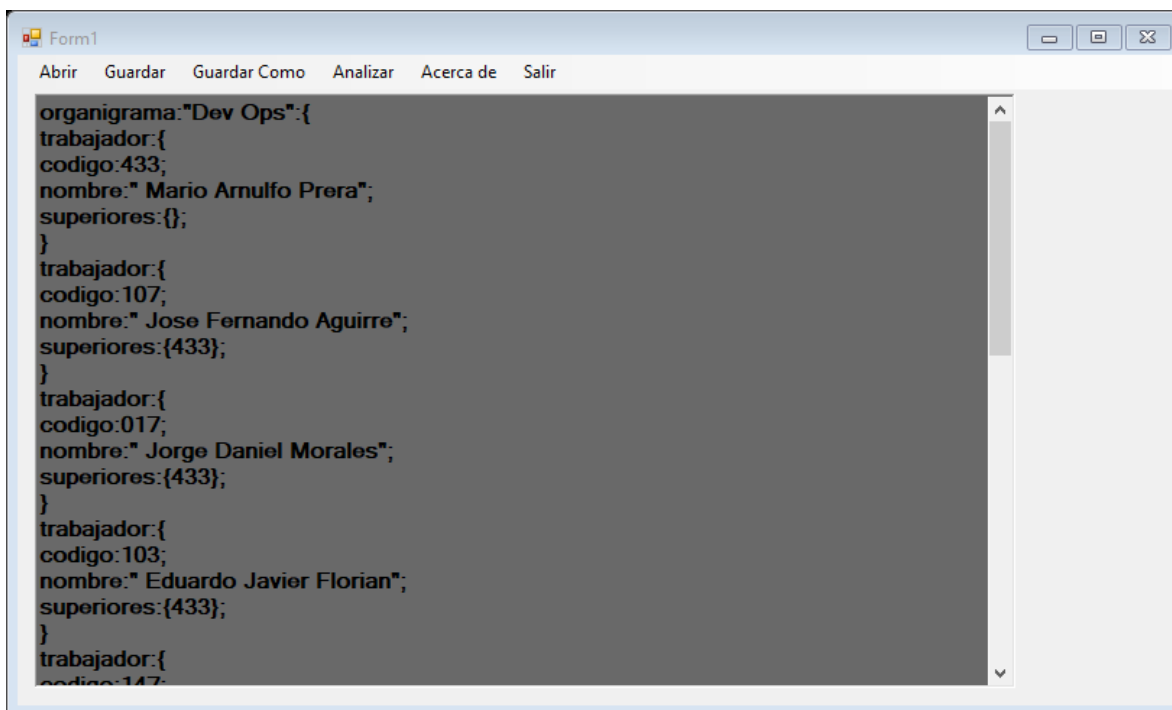 Form1
Abrir Guardar Guardar Como Analizar Acerca de Salir
organigrama:"Dev Ops":{
trabajador:{
codigo:433;
nombre:" Mario Arnulfo Prera";
superiores:{};
}
trabajador:{
codigo:107;
nombre:" Jose Fernando Aguirre";
superiores:{433};
}
trabajador:{
codigo:017;
nombre:" Jorge Daniel Morales";
superiores:{433};
}
trabajador:{
codigo:103;
nombre:" Eduardo Javier Florian";
superiores:{433};
}
trabajador:{
codigo:147;